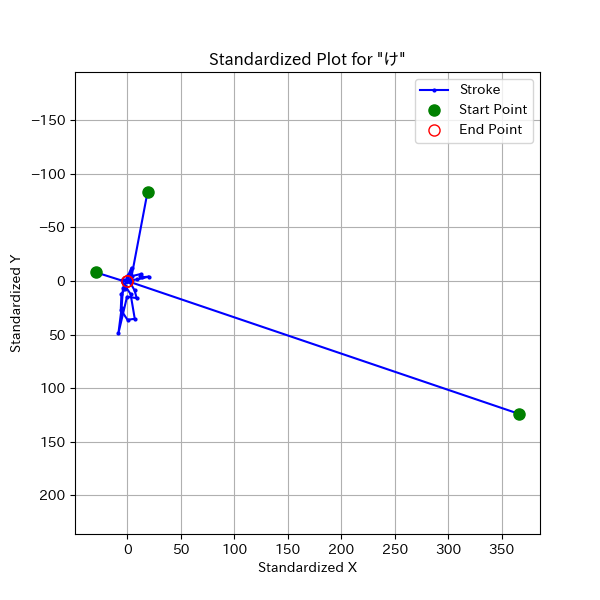 Standardized Plot for "け"
Stroke
Start Point
End Point
−150
−100
−50
0
50
100
150
200
Standardized Y
0 50 100 150 200 250 300 350
Standardized X